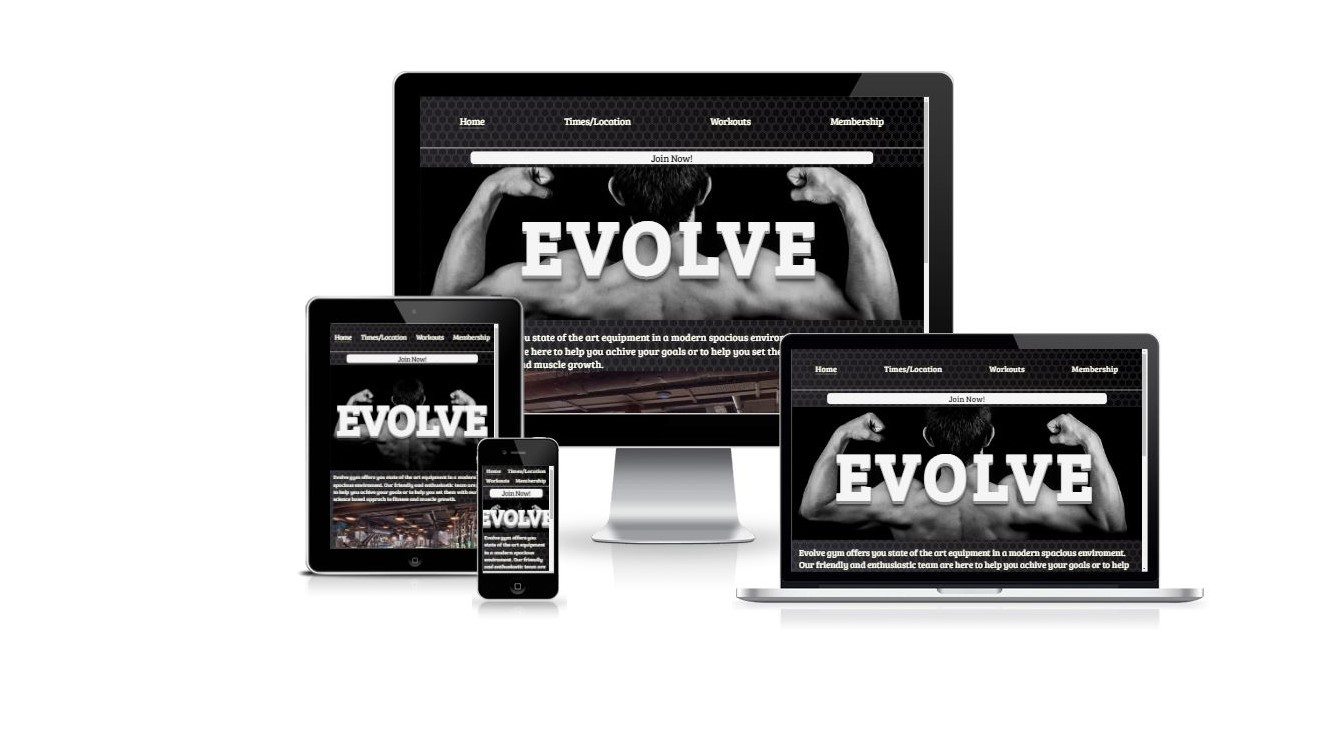 Home Times/Location Workouts Membership
Join Now!
EVOLVE
u state of the art equipment in a modern spacious enviro
e here to help you achive your goals or to help you set the
nd muscle growth.
Home Times/Location Workouts Membership
Join Now!
EVOLVE
Evolve gym offers you state of the art equipment in a modern
spacious enviroment. Our friendly and enthusiastic team are
to help you achive your goals or to help you set them with our
science based approch to fitness and muscle growth.
Home Times/Location
Workouts Membership
Join Now!
EVOLVE
Evolve gym offers you
state of the art equipment
in a modern spacious
enviroment. Our friendly
and enthusiastic team are
Home Times/Location Workouts Membership
Join Now!
EVOLVE
Evolve gym offers you state of the art equipment in a modern spacious enviroment.
Our friendly and enthusiastic team are here to help you achive your goals or to help